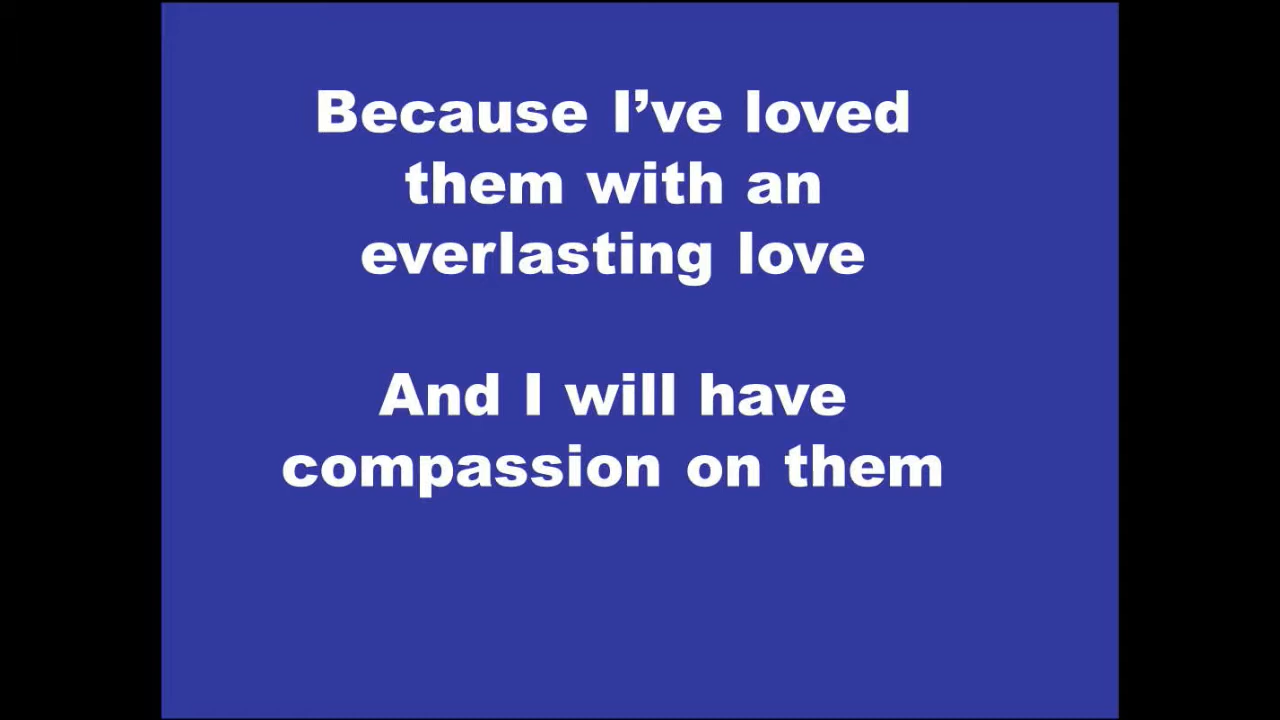 Because I’ve loved
them with an
everlasting love
And I will have
compassion on them